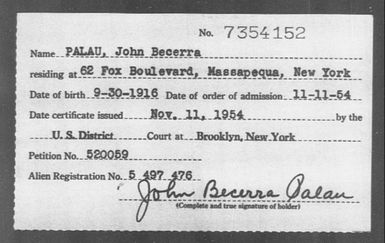 No. 7354152
Name PALAU, John Becerra
residing at 62 Fox Boulevard, Massapequa, New York
Date of birth 9-30-1916 Date of order of admission 11-11-54
Date certificate issued Nov. 11, 1954 by the
U. S. District Court at Brooklyn, New York
Petition No. 520059
Alien Registration No. 5 497 476
John Becerra Palau
(Complete and true signature of holder)